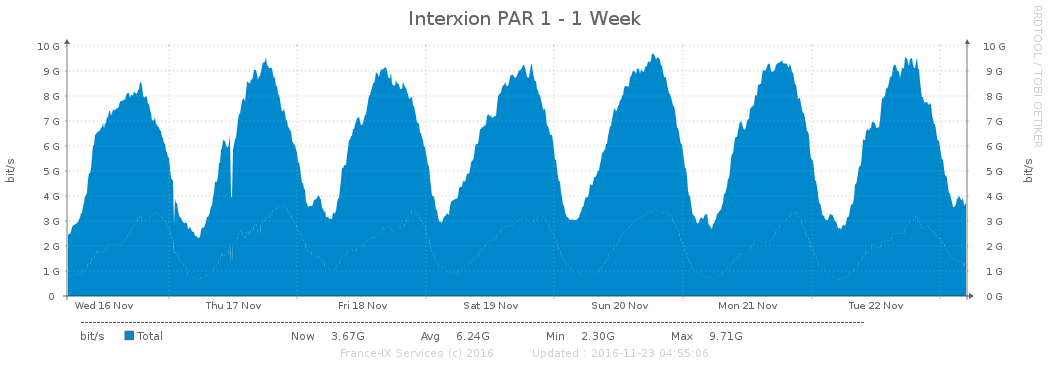 Interxion PAR 1 - 1 Week
RRDTOOL / TOBI OETIKER
10 G 10 G
9 G 9 G
8 G 8 G
7 G 7 G
6 G 6 G
5 G 5 G
4 G 4 G
3 G 3 G
2 G 2 G
1 G 1 G
0 0 G
bit/s bit/s
Wed 16 Nov Thu 17 Nov Fri 18 Nov Sat 19 Nov Sun 20 Nov Mon 21 Nov Tue 22 Nov
bit/s Total Now 3.67G Avg 6.24G Min 2.30G Max 9.71G
France-IX Services (c) 2016 Updated : 2016-11-23 04:55:06